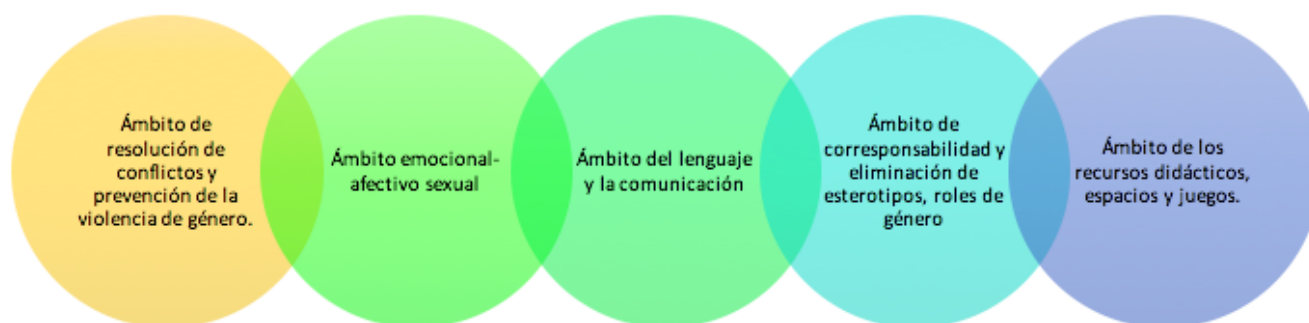 Ámbito de
resolución de
conflictos y
prevención de la
violencia de género.
Ámbito emocional-
afectivo sexual
Ámbito del lenguaje
y la comunicación
Ámbito de
corresponsabilidad y
eliminación de
esterotipos, roles de
género
Ámbito de los
recursos didácticos,
espacios y juegos.